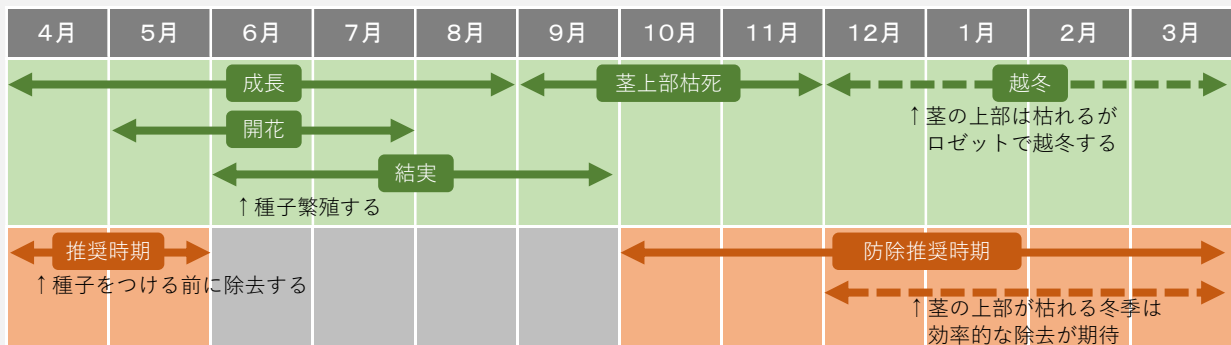 4月 5月 6月 7月 8月 9月 10月 11月 12月 1月 2月 3月
成長 茎上部枯死 越冬
↑茎の上部は枯れるが
ロゼットで越冬する
開花
結実
↑種子繁殖する
推奨時期 防除推奨時期
↑種子をつける前に除去する
↑茎の上部が枯れる冬季は
効率的な除去が期待